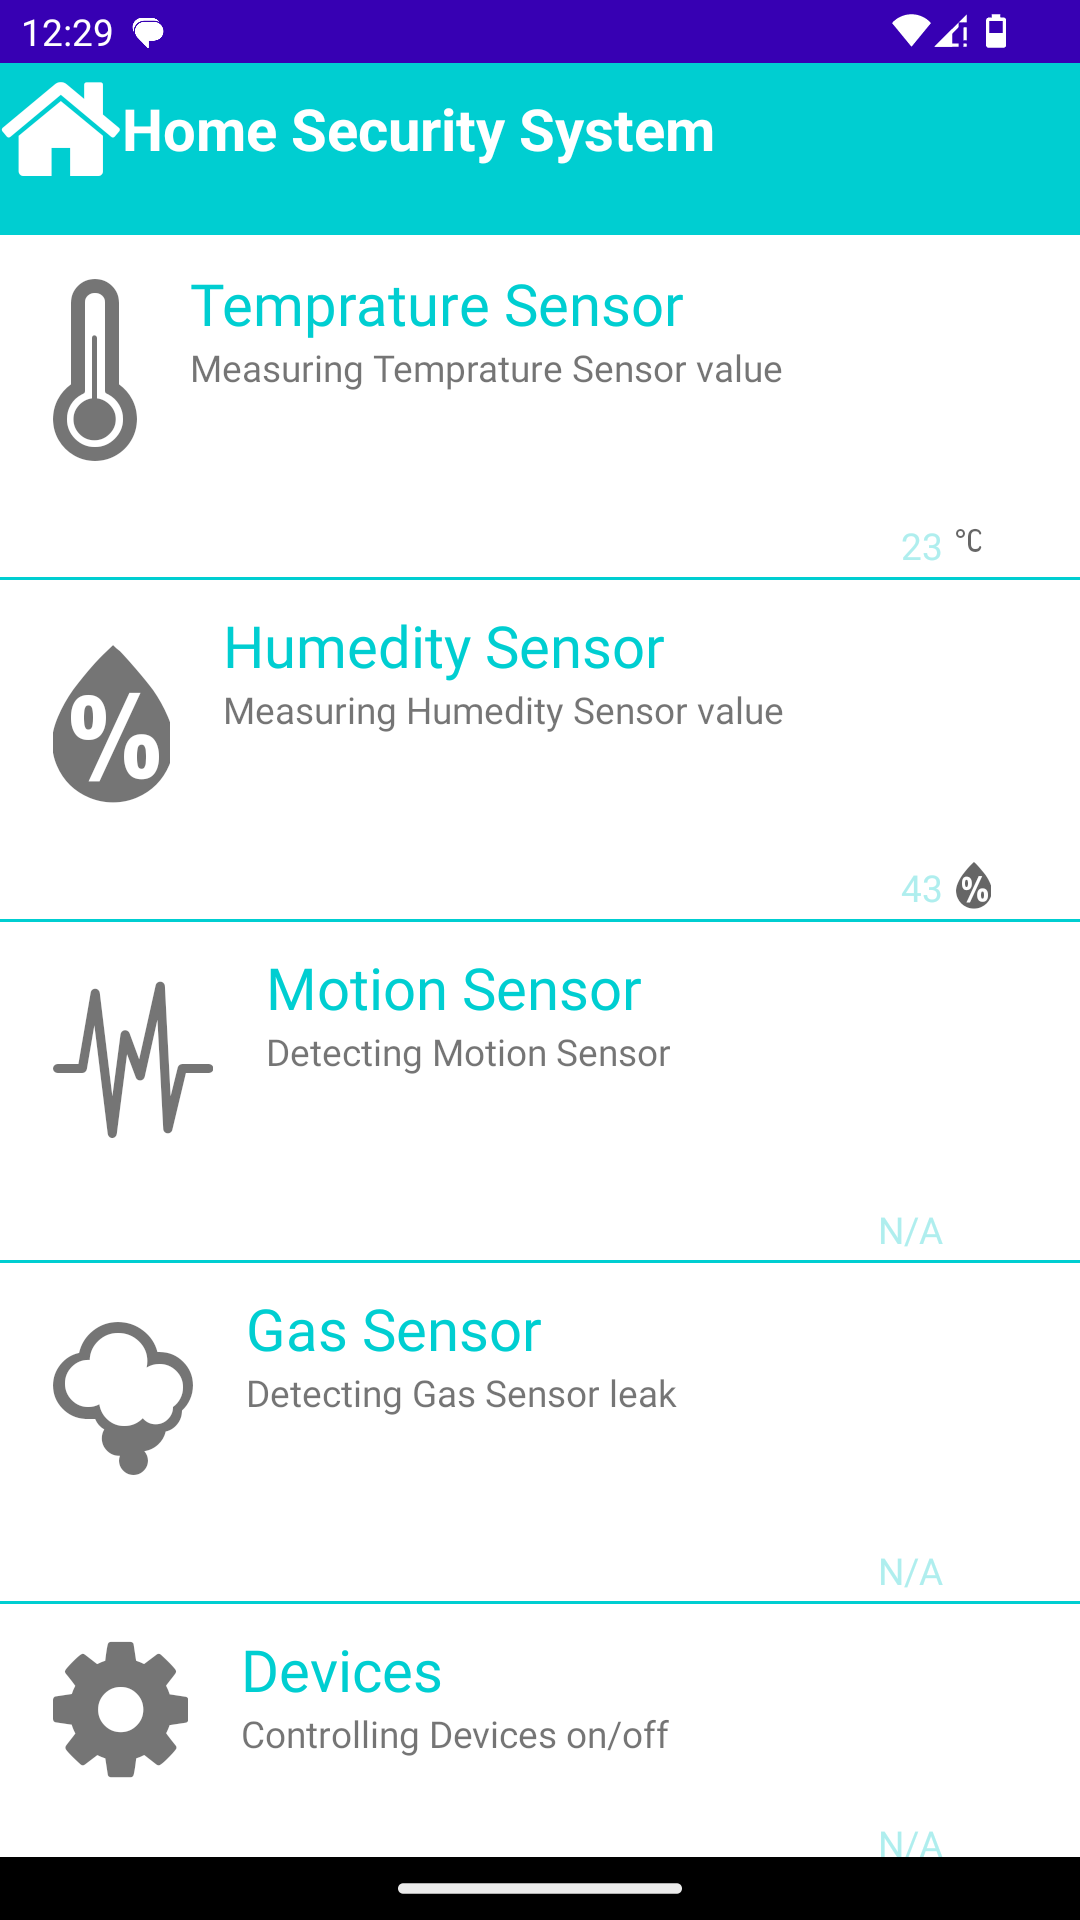 12:29
Home Security System
Temprature Sensor
Measuring Temprature Sensor value
23 °C
Humedity Sensor
Measuring Humedity Sensor value
43 %
Motion Sensor
Detecting Motion Sensor
N/A
Gas Sensor
Detecting Gas Sensor leak
N/A
Devices
Controlling Devices on/off
N/A